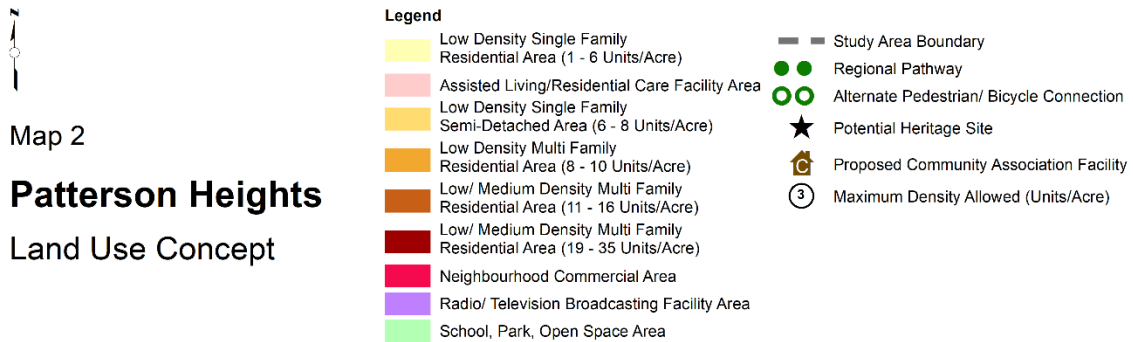 N
Map 2
Patterson Heights
Land Use Concept
Legend
Low Density Single Family
Residential Area (1 - 6 Units/Acre)
Assisted Living/Residential Care Facility Area
Low Density Single Family
Semi-Detached Area (6 - 8 Units/Acre)
Low Density Multi Family
Residential Area (8 - 10 Units/Acre)
Low/ Medium Density Multi Family
Residential Area (11 - 16 Units/Acre)
Low/ Medium Density Multi Family
Residential Area (19 - 35 Units/Acre)
Neighbourhood Commercial Area
Radio/ Television Broadcasting Facility Area
School, Park, Open Space Area
Study Area Boundary
Regional Pathway
Alternate Pedestrian/ Bicycle Connection
Potential Heritage Site
C Proposed Community Association Facility
3 Maximum Density Allowed (Units/Acre)